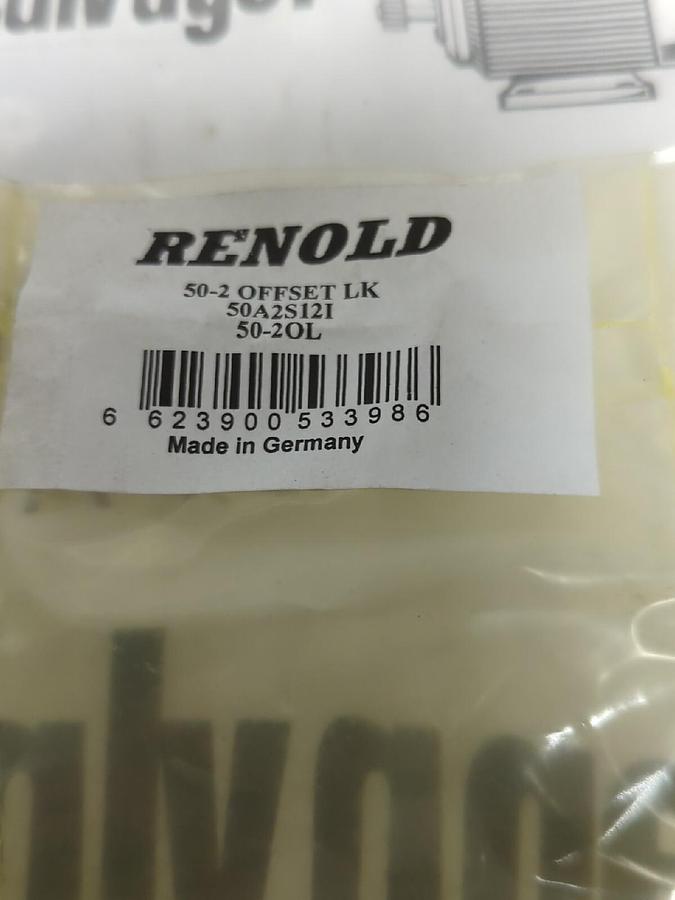 RENOLD
50-2 OFFSET LK
50A2S12I
50-2OL
6 623900 533986
Made in Germany